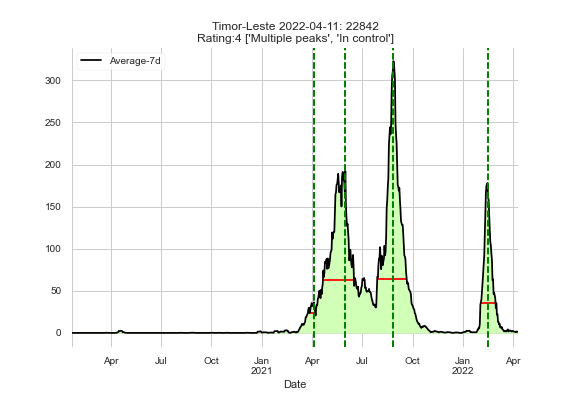 Timor-Leste 2022-04-11: 22842
Rating:4 ['Multiple peaks', 'In control']
Average-7d
300
250
200
150
100
50
0
Apr Jul Oct Jan Apr Jul Oct Jan Apr
2021 2022
Date